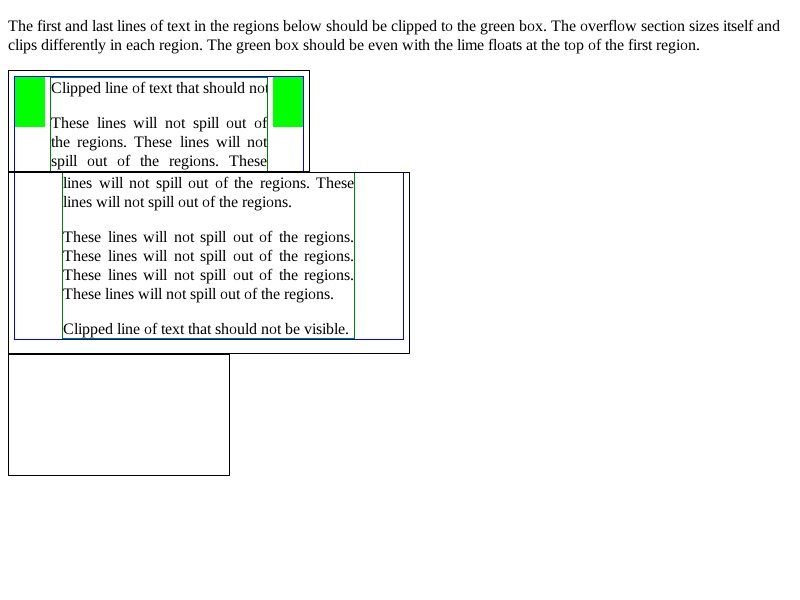 The first and last lines of text in the regions below should be clipped to the green box. The overflow section sizes itself and
clips differently in each region. The green box should be even with the lime floats at the top of the first region.
Clipped line of text that should not
These lines will not spill out of
the regions. These lines will not
spill out of the regions. These
lines will not spill out of the regions. These
lines will not spill out of the regions.
These lines will not spill out of the regions.
These lines will not spill out of the regions.
These lines will not spill out of the regions.
These lines will not spill out of the regions.
Clipped line of text that should not be visible.